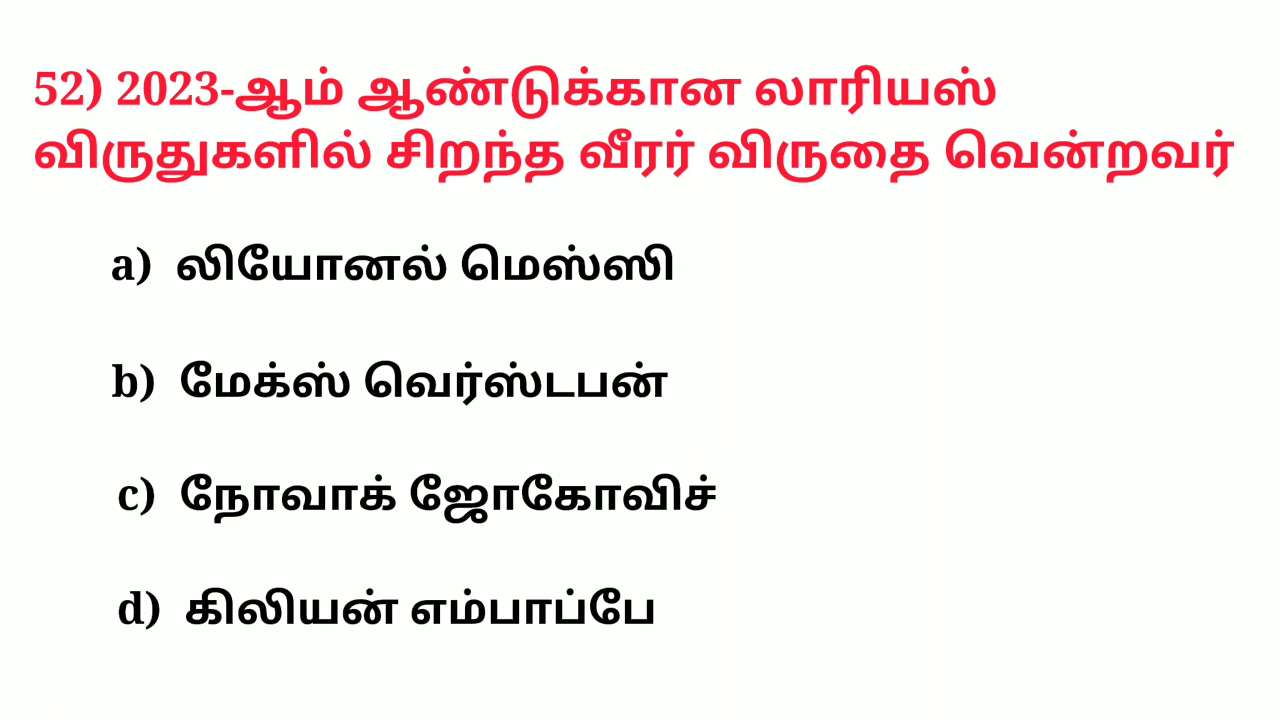 52) 2023-ஆம் ஆண்டுக்கான லாரியஸ்
விருதுகளில் சிறந்த வீரர் விருதை வென்றவர்
a) லியோனல் மெஸ்ஸி
b) மேக்ஸ் வெர்ஸ்டபன்
c) நோவாக் ஜோகோவிச்
d) கிலியன் எம்பாப்பே